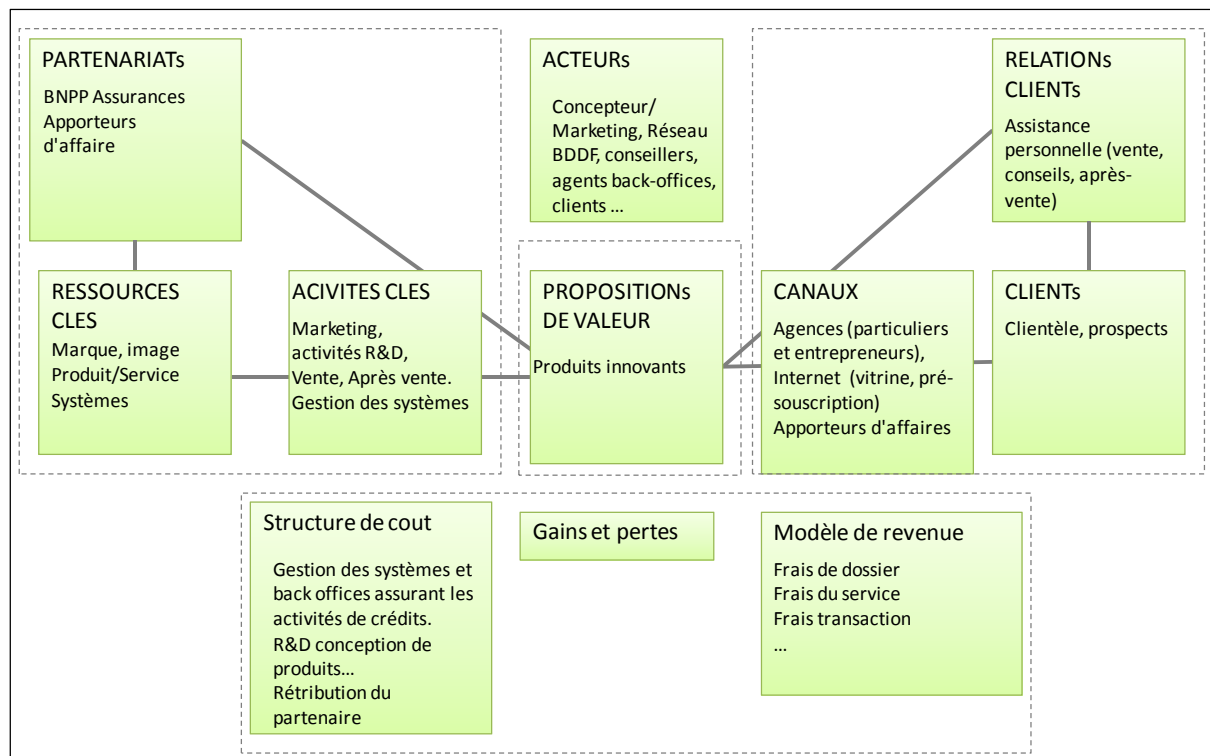 PARTENARIATs
BNPP Assurances
Apporteurs
d'affaire
ACTEURs
Concepteur/
Marketing, Réseau
BDDF, conseillers,
agents back-offices,
clients ...
RELATIONs
CLIENTs
Assistance
personnelle (vente,
conseils, après-
vente)
RESSOURCES
CLES
Marque, image
Produit/Service
Systèmes
ACIVITES CLES
Marketing,
activités R&D,
Vente, Après vente.
Gestion des systèmes
PROPOSITIONs
DE VALEUR
Produits innovants
CANAUX
Agences (particuliers
et entrepreneurs),
Internet (vitrine, pré-
souscription)
Apporteurs d'affaires
CLIENTs
Clientèle, prospects
Structure de cout
Gestion des systèmes et
back offices assurant les
activités de crédits.
R&D conception de
produits...
Rétribution du
partenaire
Gains et pertes
Modèle de revenue
Frais de dossier
Frais du service
Frais transaction
...